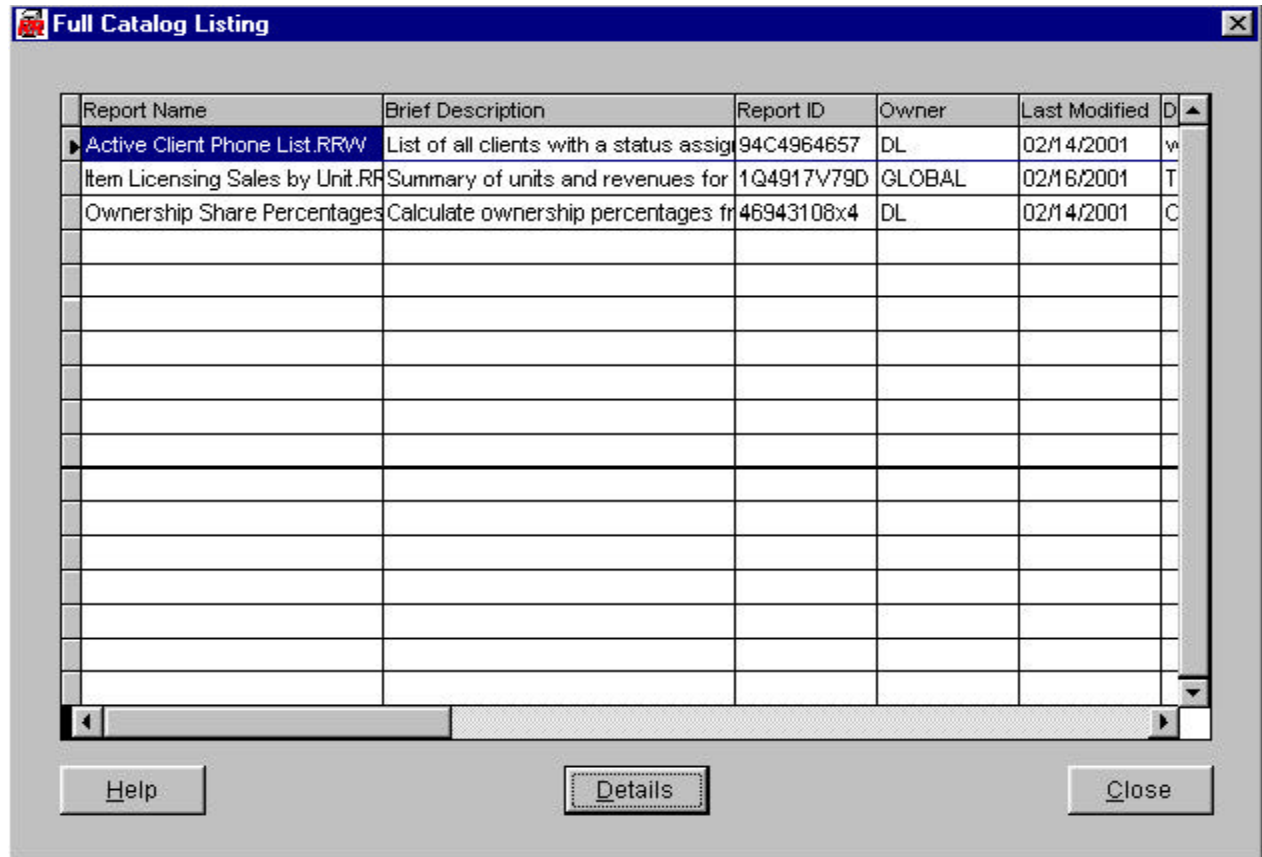 Full Catalog Listing
Report Name Brief Description Report ID Owner Last Modified D
Active Client Phone List.RRW List of all clients with a status assig 94C4964657 DL 02/14/2001
Item Licensing Sales by Unit.RR Summary of units and revenues for 1Q4917V79D GLOBAL 02/16/2001 T
Ownership Share Percentages Calculate ownership percentages fr 46943108x4 DL 02/14/2001
Help Details Close